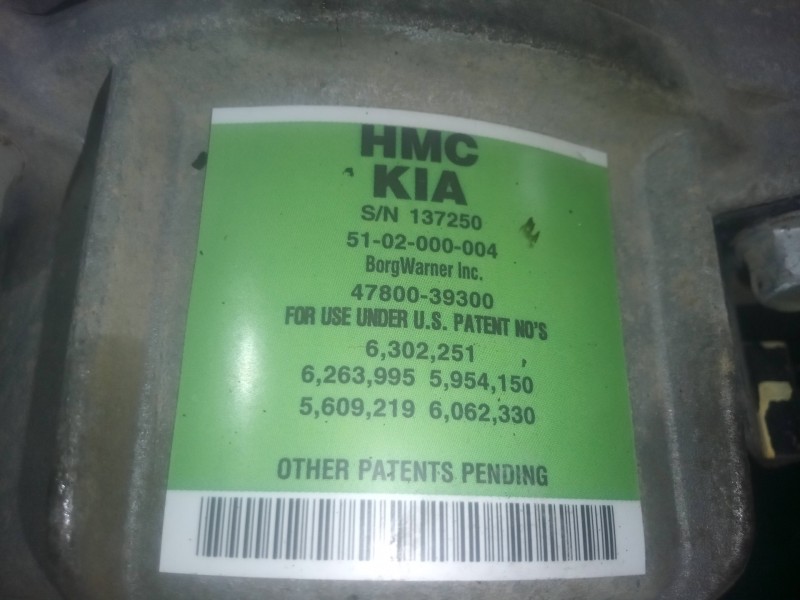 HMC
KIA
S/N 137250
51-02-000-004
BorgWarner Inc.
47800-39300
FOR USE UNDER U.S. PATENT NO'S
6,302,251
6,263,995 5,954,150
5,609,219 6,062,330
OTHER PATENTS PENDING